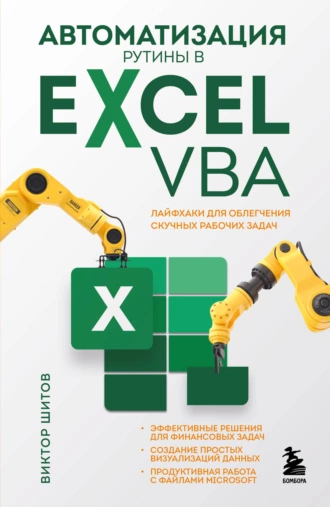 АВТОМАТИЗАЦИЯ
РУТИНЫ В
EXCEL
VBA
ЛАЙФХАКИ ДЛЯ ОБЛЕГЧЕНИЯ
СКУЧНЫХ РАБОЧИХ ЗАДАЧ
X
ВИКТОР ШИТОВ
• ЭФФЕКТИВНЫЕ РЕШЕНИЯ
ДЛЯ ФИНАНСОВЫХ ЗАДАЧ
• СОЗДАНИЕ ПРОСТЫХ
ВИЗУАЛИЗАЦИЙ ДАННЫХ
• ПРОДУКТИВНАЯ РАБОТА
С ФАЙЛАМИ MICROSOFT
БОМБОРА